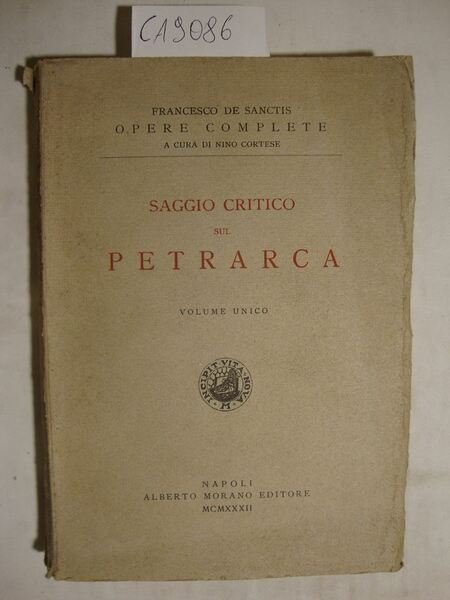 CA9086
FRANCESCO DE SANCTIS
OPERE COMPLETE
A CURA DI NINO CORTESE
SAGGIO CRITICO
SUL
PETRARCA
VOLUME UNICO
INCIPIT VITA NOVA
M
NAPOLI
ALBERTO MORANO EDITORE
MCMXXXII